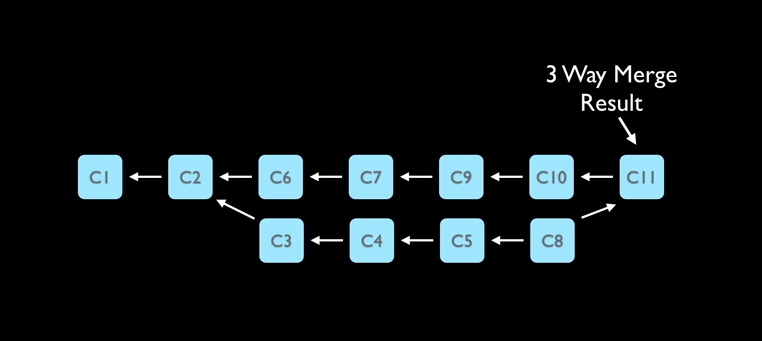 3 Way Merge
Result
C1 C2 C6 C7 C9 C10 C11
C3 C4 C5 C8